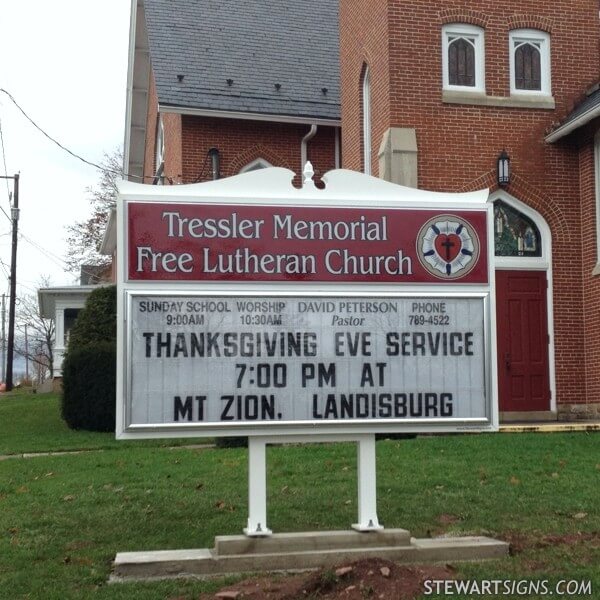 Tressler Memorial
Free Lutheran Church
SUNDAY SCHOOL WORSHIP DAVID PETERSON PHONE
9:00AM 10:30AM Pastor 789-4522
THANKSGIVING EVE SERVICE
7:00 PM AT
MT ZION. LANDISBURG
STEWARTSIGNS.COM